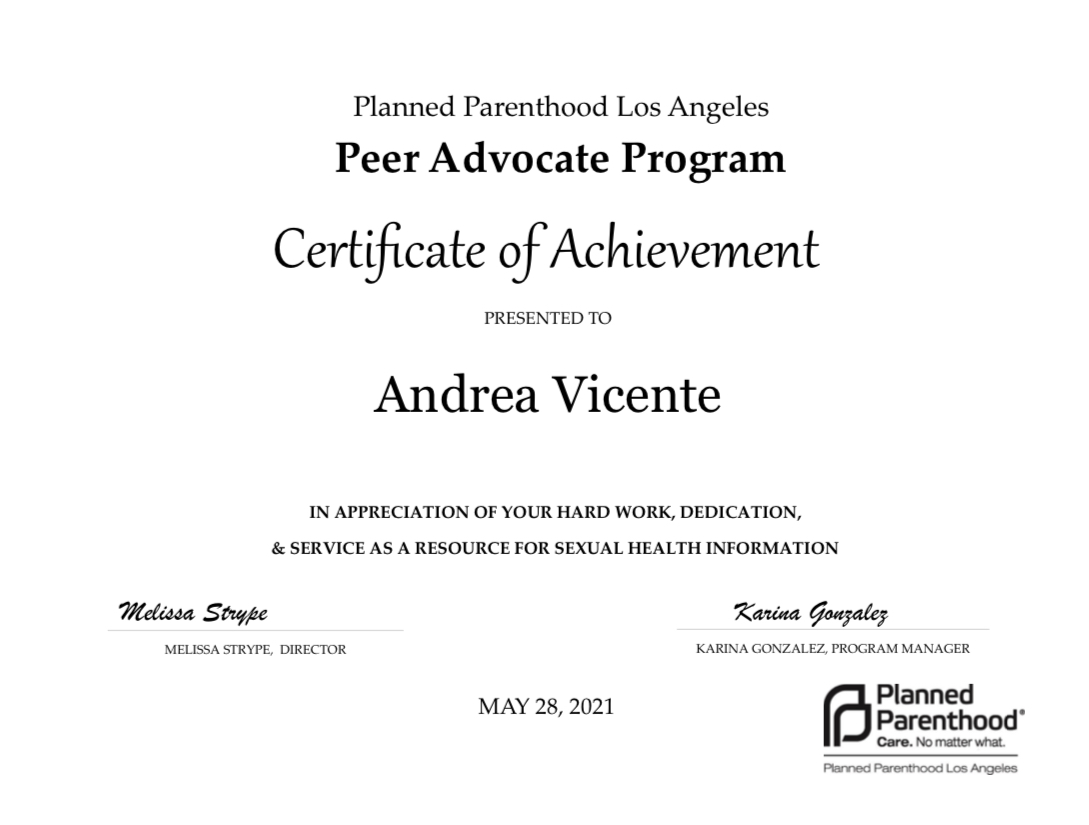 Planned Parenthood Los Angeles
Peer Advocate Program
Certificate of Achievement
PRESENTED TO
Andrea Vicente
IN APPRECIATION OF YOUR HARD WORK, DEDICATION,
& SERVICE AS A RESOURCE FOR SEXUAL HEALTH INFORMATION
Melissa Strype
MELISSA STRYPE, DIRECTOR
Karina Gonzalez
KARINA GONZALEZ, PROGRAM MANAGER
MAY 28, 2021
Planned
Parenthood®
Care. No matter what.
Planned Parenthood Los Angeles